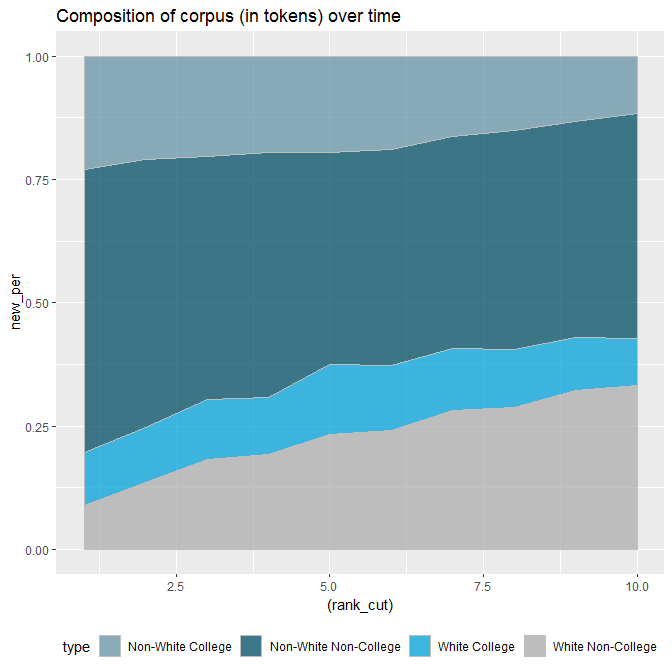 Composition of corpus (in tokens) over time
new_per
1.00
0.75
0.50
0.25
0.00
2.5 5.0 7.5 10.0
(rank_cut)
type Non-White College Non-White Non-College White College White Non-College